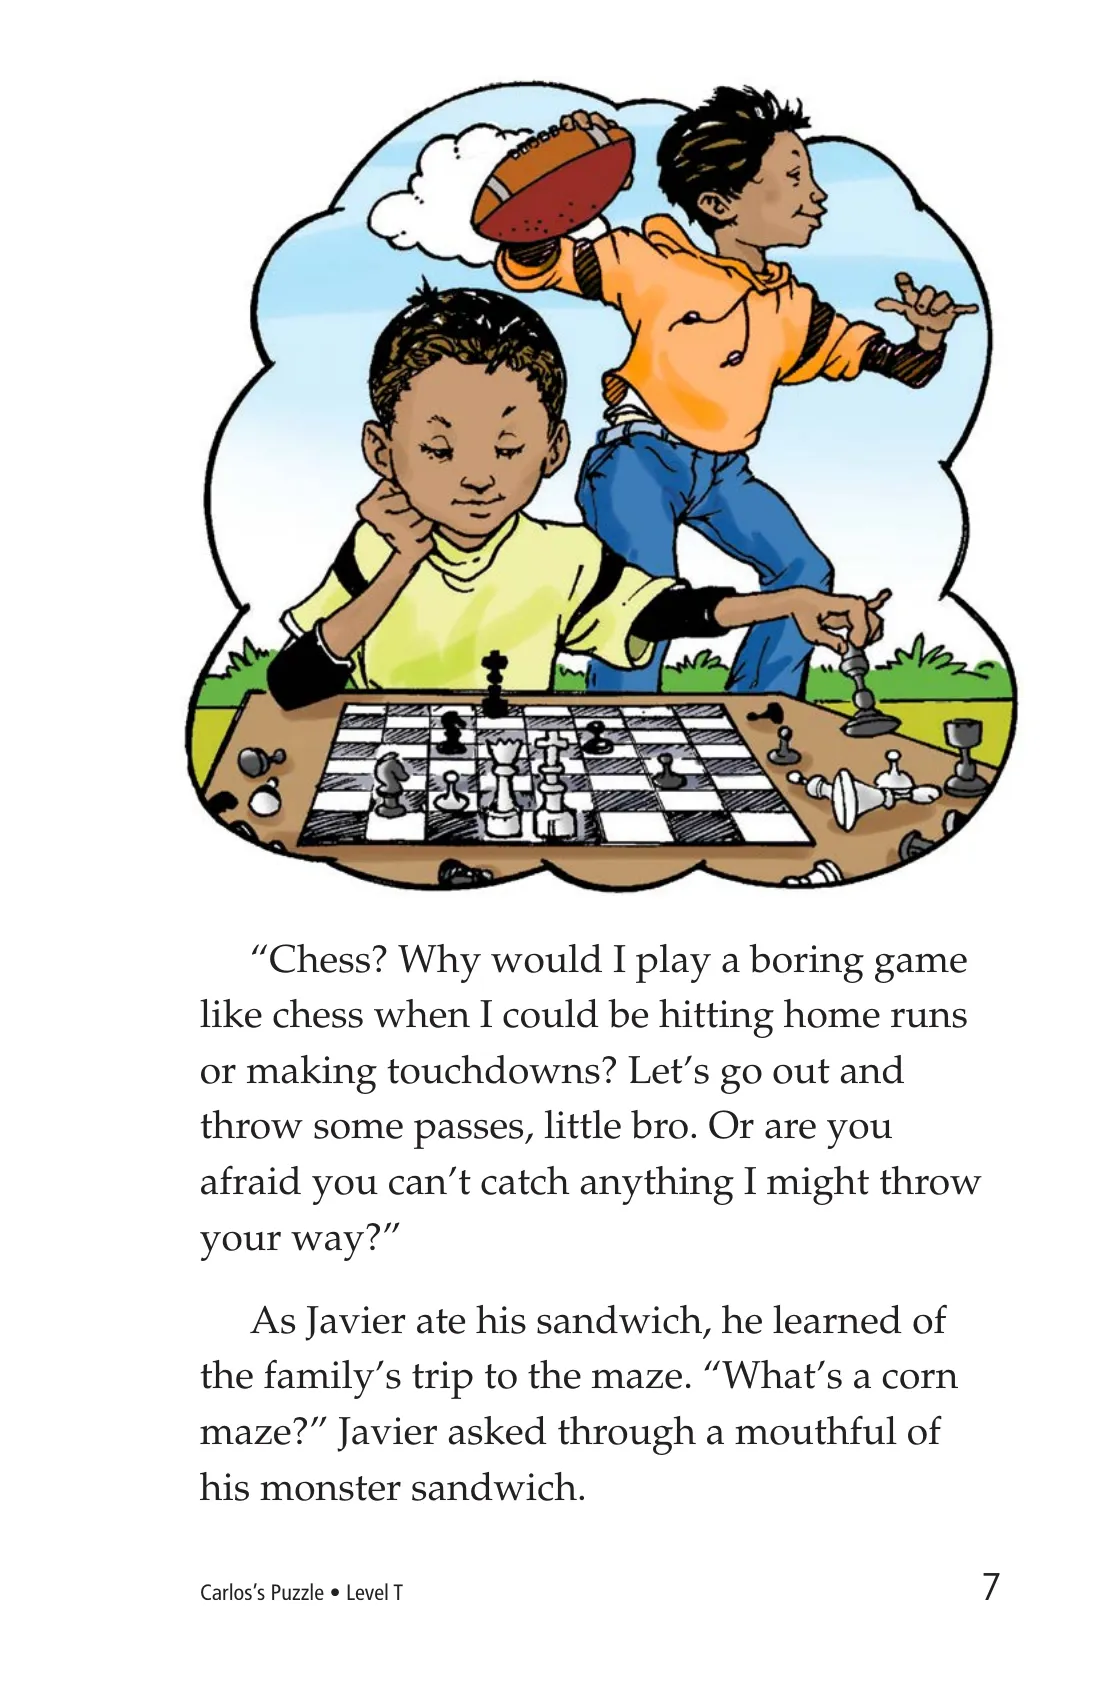 “Chess? Why would I play a boring game
like chess when I could be hitting home runs
or making touchdowns? Let’s go out and
throw some passes, little bro. Or are you
afraid you can’t catch anything I might throw
your way?”
As Javier ate his sandwich, he learned of
the family’s trip to the maze. “What’s a corn
maze?” Javier asked through a mouthful of
his monster sandwich.
Carlos’s Puzzle • Level T
7